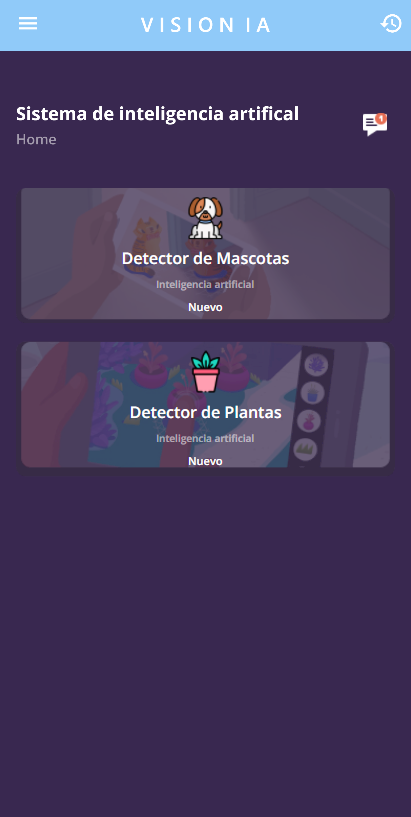 VISION IA
Sistema de inteligencia artifical
1
Home
Detector de Mascotas
Inteligencia artificial
Nuevo
Detector de Plantas
Inteligencia artificial
Nuevo